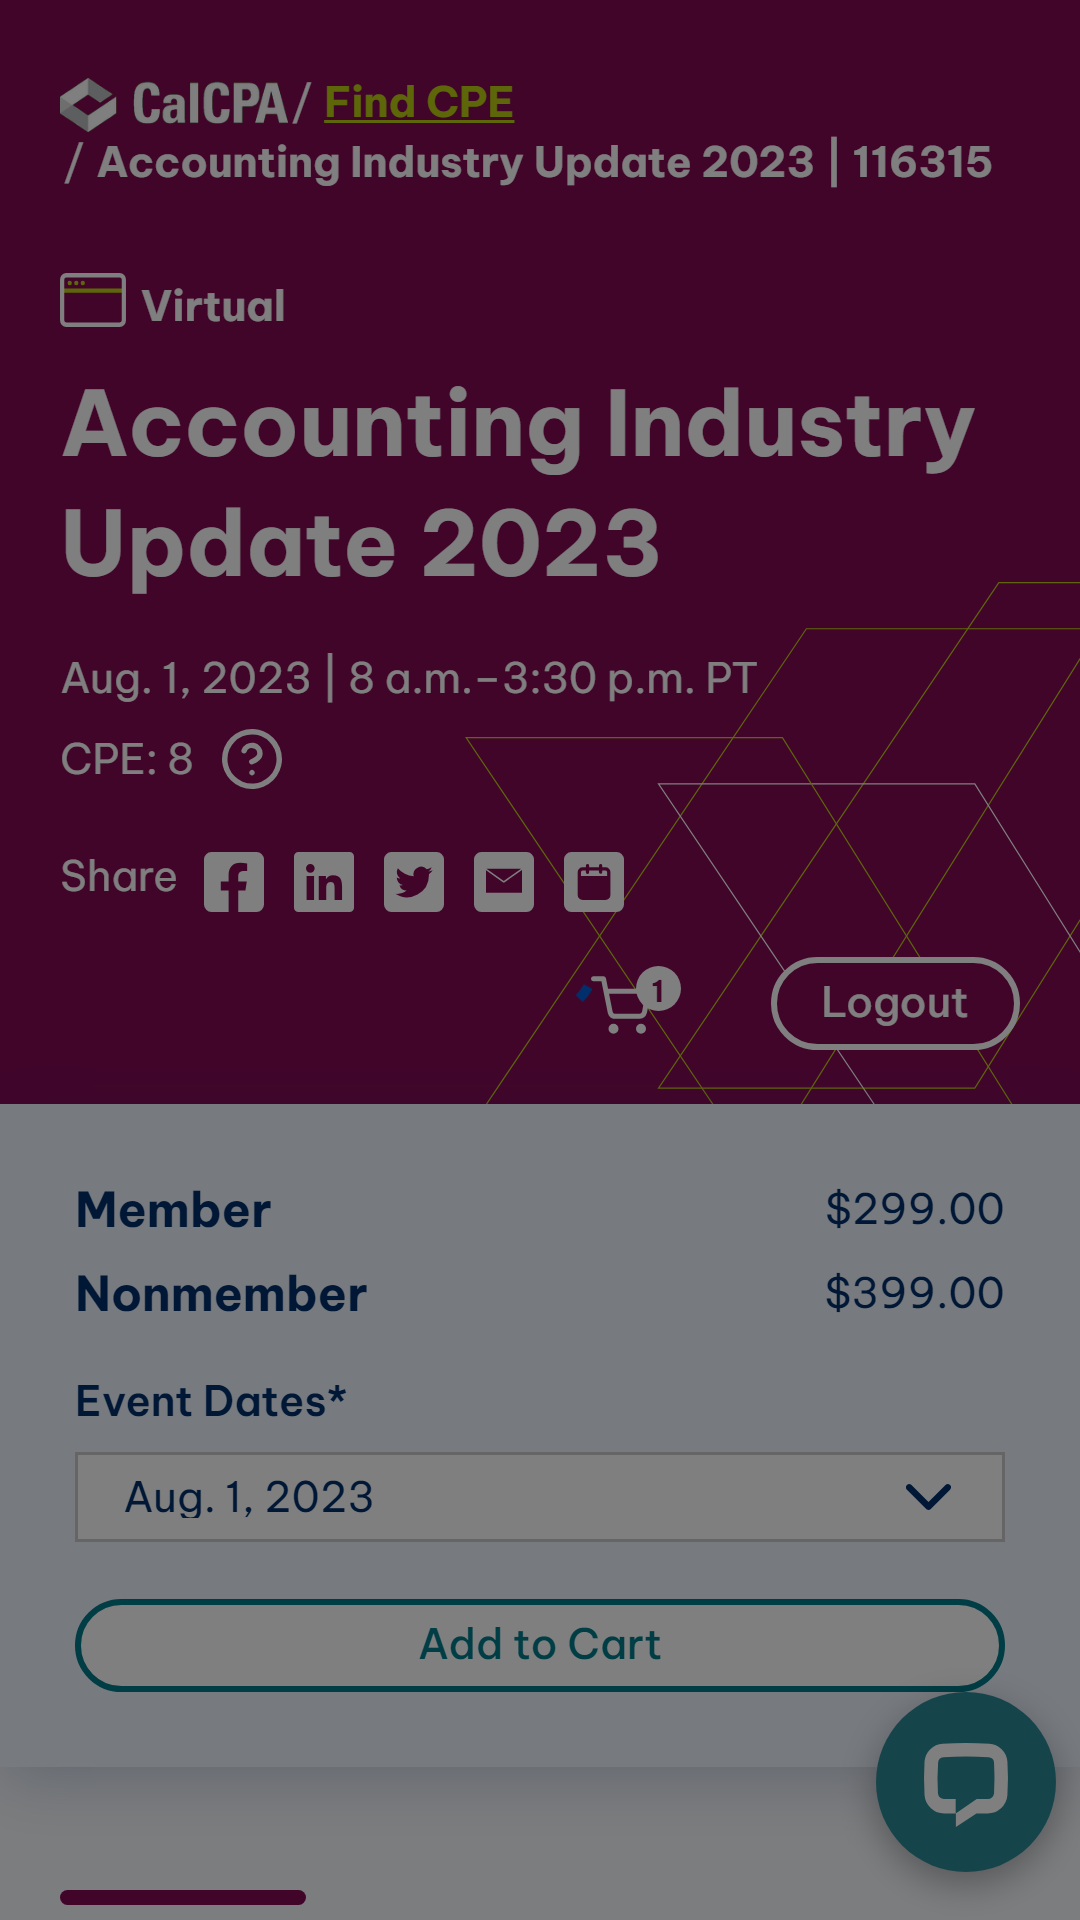 CalCPA / Find CPE
/ Accounting Industry Update 2023 | 116315
Virtual
Accounting Industry
Update 2023
Aug. 1, 2023 | 8 a.m.–3:30 p.m. PT
CPE: 8 ?
Share
1 Logout
Member $299.00
Nonmember $399.00
Event Dates*
Aug. 1, 2023
Add to Cart